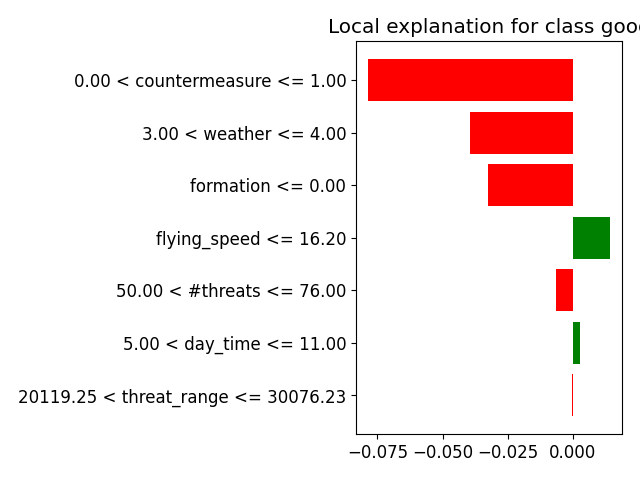 Local explanation for class good
0.00 < countermeasure <= 1.00
3.00 < weather <= 4.00
formation <= 0.00
flying_speed <= 16.20
50.00 < #threats <= 76.00
5.00 < day_time <= 11.00
20119.25 < threat_range <= 30076.23
−0.075 −0.050 −0.025 0.000